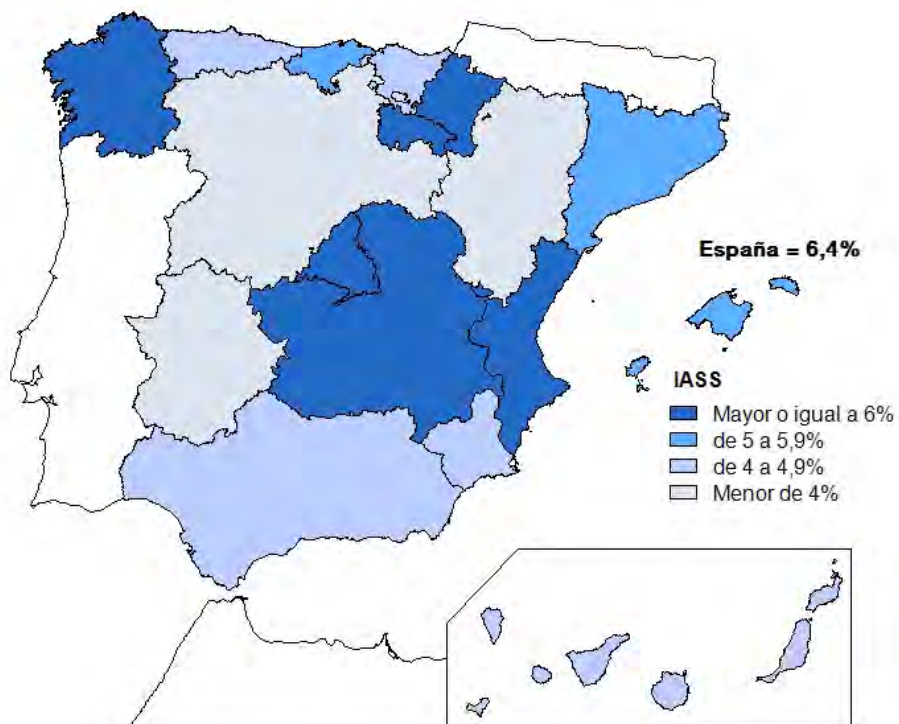 España = 6,4%
IASS
Mayor o igual a 6%
de 5 a 5,9%
de 4 a 4,9%
Menor de 4%